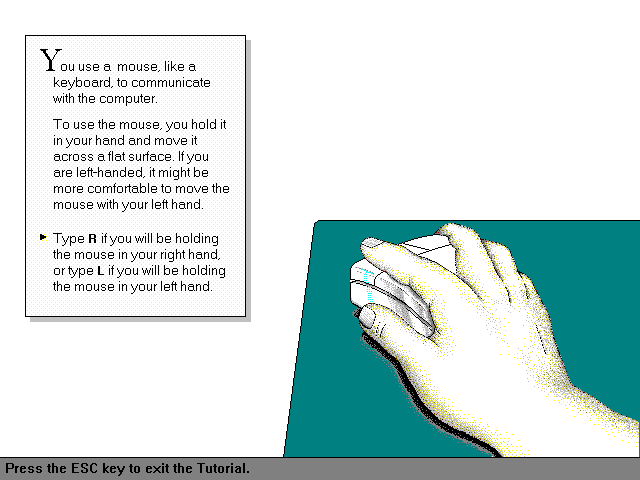 You use a mouse, like a
keyboard, to communicate
with the computer.
To use the mouse, you hold it
in your hand and move it
across a flat surface. If you
are left-handed, it might be
more comfortable to move the
mouse with your left hand.
Type R if you will be holding
the mouse in your right hand,
or type L if you will be holding
the mouse in your left hand.
Press the ESC key to exit the Tutorial.